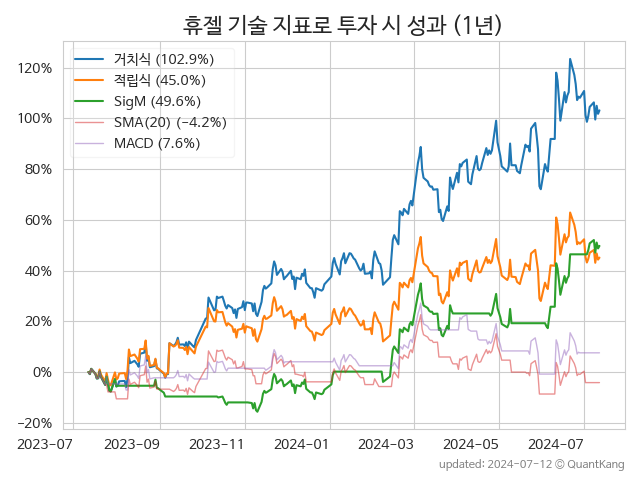 휴젤 기술 지표로 투자 시 성과 (1년)
거치식 (102.9%)
적립식 (45.0%)
SigM (49.6%)
SMA(20) (-4.2%)
MACD (7.6%)
120%
100%
80%
60%
40%
20%
0%
-20%
2023-07 2023-09 2023-11 2024-01 2024-03 2024-05 2024-07
updated: 2024-07-12 © QuantKang